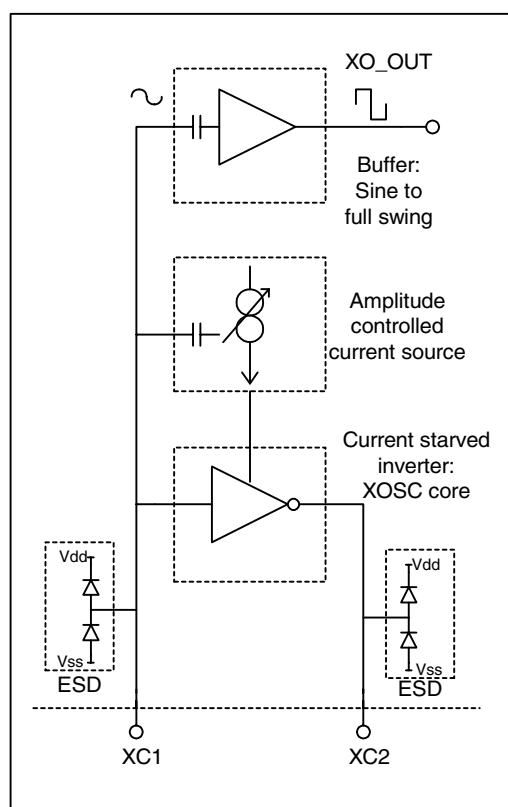 XO_OUT
Buffer:
Sine to
full swing
Amplitude
controlled
current source
Current starved
inverter:
XOSC core
Vdd
Vss
ESD
Vdd
Vss
ESD
XC1
XC2